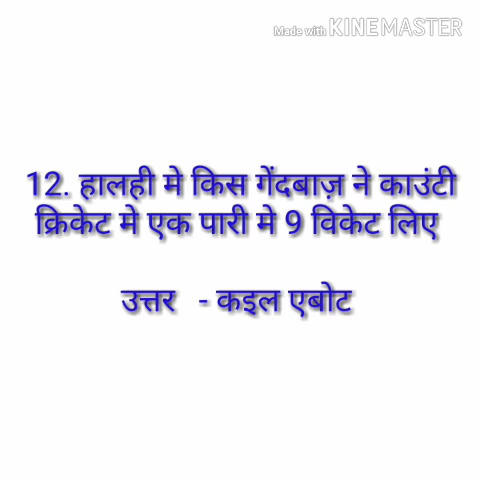 Made with KINEMASTER
12. हालही मे किस गेंदबाज़ ने काउंटी
क्रिकेट मे एक पारी मे 9 विकेट लिए
उत्तर - कइल एबोट